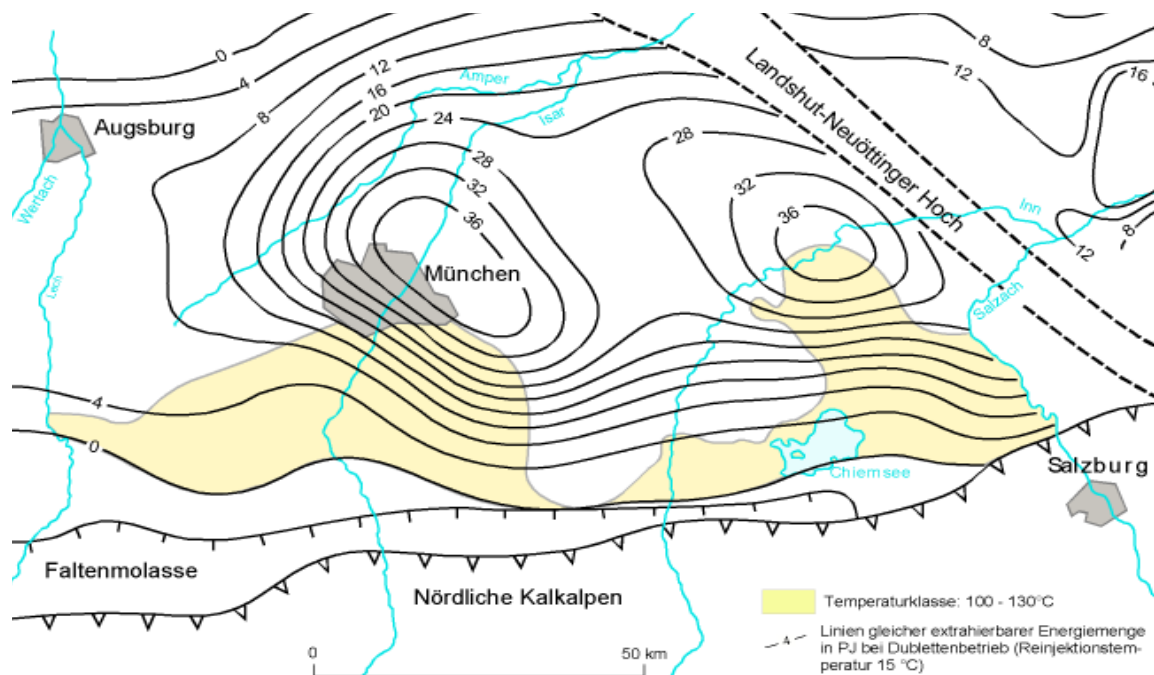 0
4
8
12
16
20
24
28
32
36
Amper
Isar
Augsburg
Wertach
Lech
München
28
32
36
Landshut-Neuöttinger Hoch
8
12
16
Inn
12
8
Salzach
4
0
Chiemsee
Salzburg
Faltenmolasse
Nördliche Kalkalpen
0
50 km
Temperaturklasse: 100 - 130°C
4
Linien gleicher extrahierbarer Energiemenge
in PJ bei Dublettenbetrieb (Reinjektionstem-
peratur 15 °C)